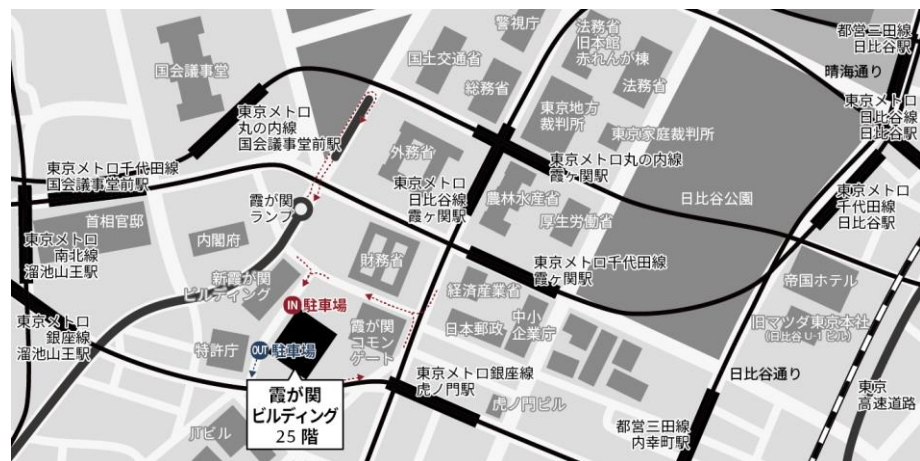 警視庁
法務省
旧本館
赤れんが棟
都営三田線
日比谷駅
国会議事堂
国土交通省
総務省
法務省
晴海通り
東京メトロ
丸の内線
国会議事堂前駅
東京地方
裁判所
東京メトロ
日比谷線
日比谷駅
外務省
東京家庭裁判所
東京メトロ千代田線
国会議事堂前駅
東京メトロ丸の内線
霞ヶ関駅
東京メトロ
日比谷線
霞ケ関駅
農林水産省
日比谷公園
東京メトロ
千代田線
日比谷駅
首相官邸
霞が関
ランプ
厚生労働省
内閣府
東京メトロ
南北線
溜池山王駅
財務省
東京メトロ千代田線
霞ケ関駅
新霞が関
ビルディング
経済産業省
帝国ホテル
IN 駐車場
東京メトロ
銀座線
溜池山王駅
霞が関
コモン
ゲート
日本郵政
中小
企業庁
旧マツダ東京本社
(日比谷 U-1 ビル)
特許庁
OUT 駐車場
東京メトロ銀座線
虎ノ門駅
日比谷通り
霞が関
ビルディング
25 階
東京
高速道路
虎ノ門ビル
都営三田線
内幸町駅
JTビル